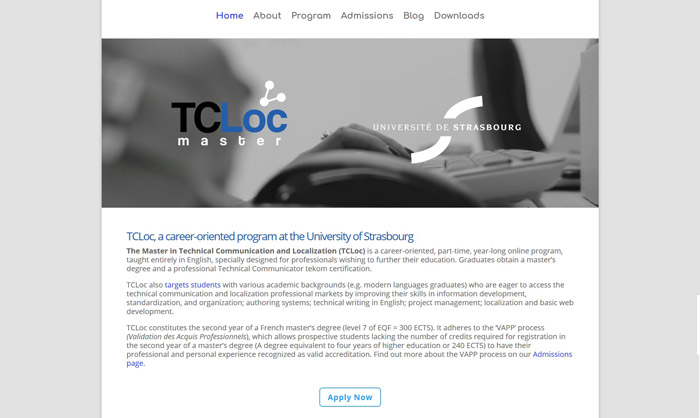 Home About Program Admissions Blog Downloads
TCLoc
master
UNIVERSITÉ DE STRASBOURG
TCLoc, a career-oriented program at the University of Strasbourg
The Master in Technical Communication and Localization (TCLoc) is a career-oriented, part-time, year-long online program,
taught entirely in English, specially designed for professionals wishing to further their education. Graduates obtain a master's
degree and a professional Technical Communicator tekom certification.
TCLoc also targets students with various academic backgrounds (e.g. modern languages graduates) who are eager to access the
technical communication and localization professional markets by improving their skills in information development,
standardization, and organization; authoring systems; technical writing in English; project management; localization and basic web
development.
TCLoc constitutes the second year of a French master's degree (level 7 of EQF = 300 ECTS). It adheres to the 'VAPP' process
(Validation des Acquis Professionels), which allows prospective students lacking the number of credits required for registration in
the second year of a master's degree (A degree equivalent to four years of higher education or 240 ECTS) to have their
professional and personal experience recognized as valid accreditation. Find out more about the VAPP process on our Admissions
page.
Apply Now